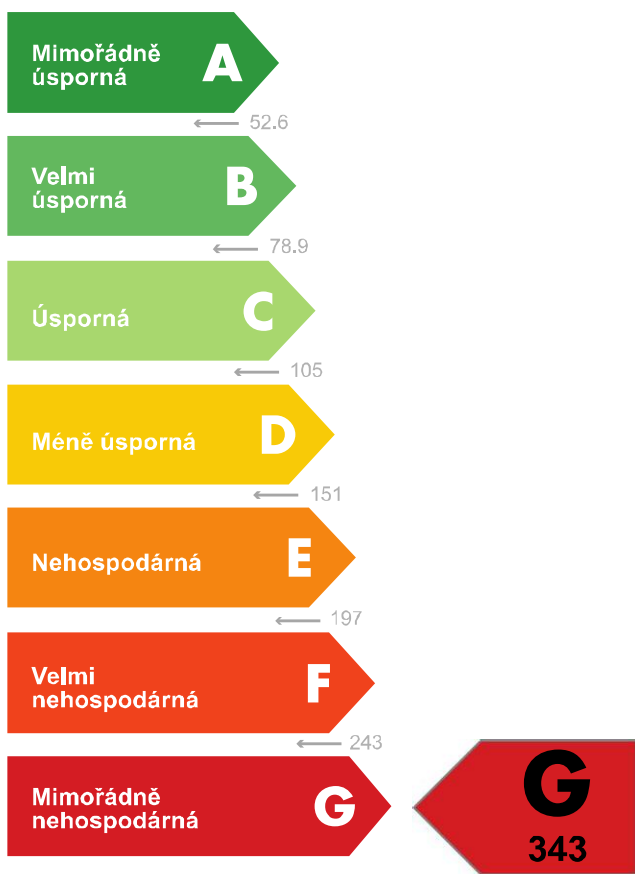 Mimořádně
úsporná
A
52.6
Velmi
úsporná
B
78.9
Úsporná
C
105
Méně úsporná
D
151
Nehospodárná
E
197
Velmi
nehospodárná
F
243
Mimořádně
nehospodárná
G
G
343